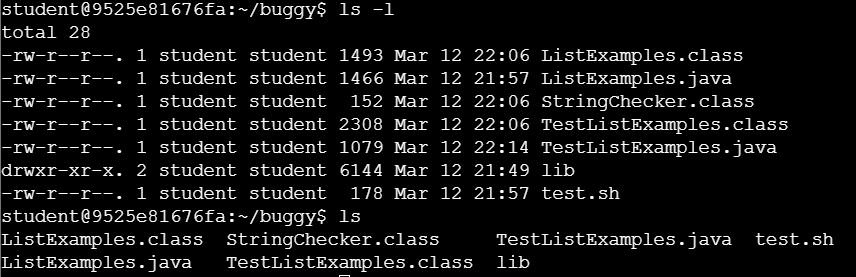 student@9525e81676fa:~/buggy$ ls -l
total 28
-rw-r--r--. 1 student student 1493 Mar 12 22:06 ListExamples.class
-rw-r--r--. 1 student student 1466 Mar 12 21:57 ListExamples.java
-rw-r--r--. 1 student student  152 Mar 12 22:06 StringChecker.class
-rw-r--r--. 1 student student 2308 Mar 12 22:06 TestListExamples.class
-rw-r--r--. 1 student student 1079 Mar 12 22:14 TestListExamples.java
drwxr-xr-x. 2 student student 6144 Mar 12 21:49 lib
-rw-r--r--. 1 student student  178 Mar 12 21:57 test.sh
student@9525e81676fa:~/buggy$ ls
ListExamples.class  StringChecker.class     TestListExamples.java  test.sh
ListExamples.java   TestListExamples.class  lib